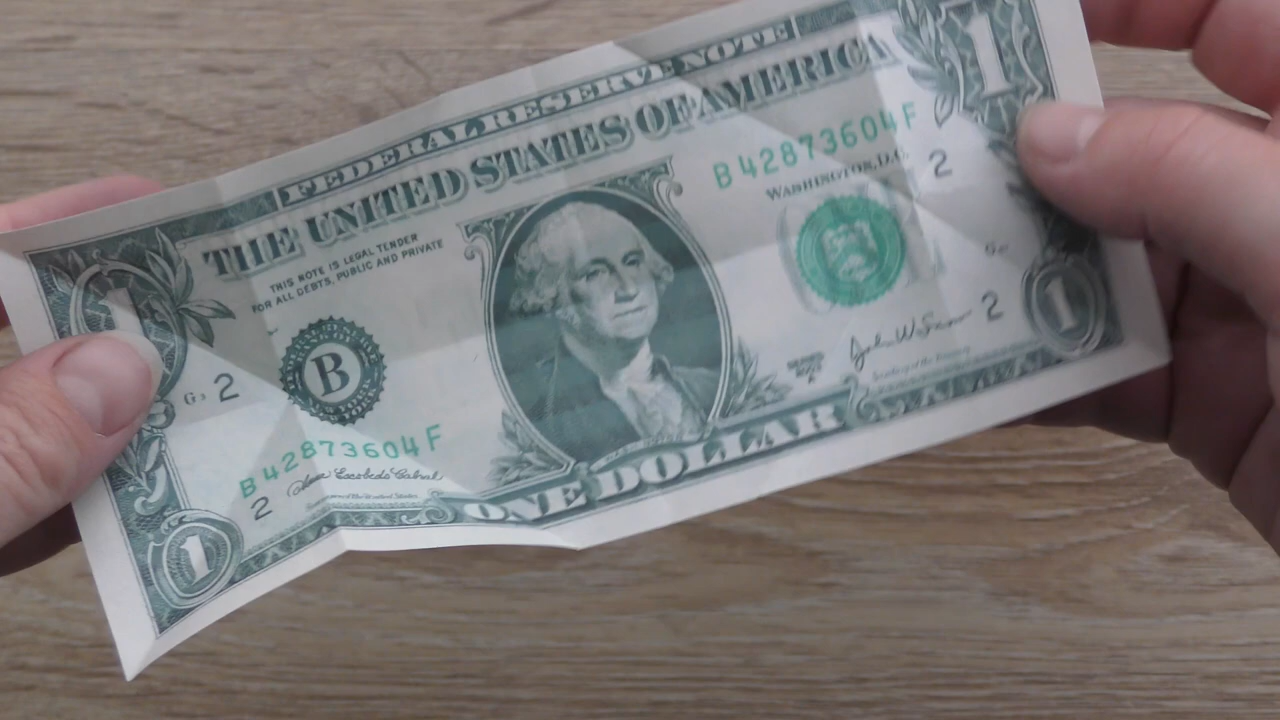 FEDERAL RESERVE NOTE
THE UNITED STATES OF AMERICA
1
THIS NOTE IS LEGAL TENDER
FOR ALL DEBTS, PUBLIC AND PRIVATE
B 42873604 F
WASHINGTON, D.C.
2
B
2
B 42873604 F
2
2
SERIES
1
1
ONE DOLLAR